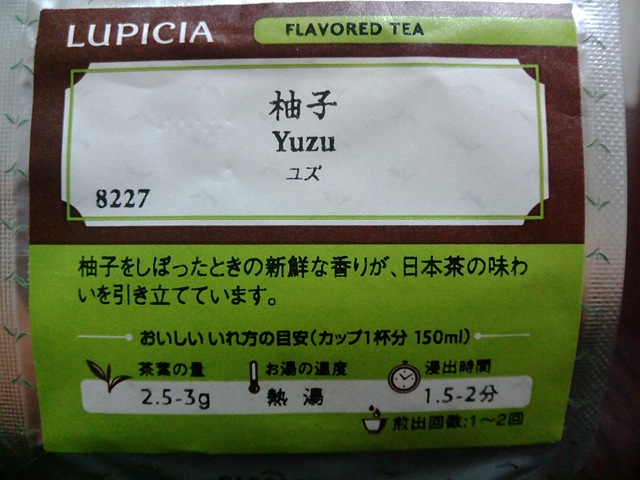 LUPICIA FLAVORED TEA
柚子
Yuzu
ユズ
8227
柚子をしぼったときの新鮮な香りが、日本茶の味わ
いを引き立てています。
おいしいいれ方の目安(カップ1杯分 150ml)
茶葉の量 お湯の温度 浸出時間
2.5-3g 熱湯 1.5-2分
煎出回数:1~2回